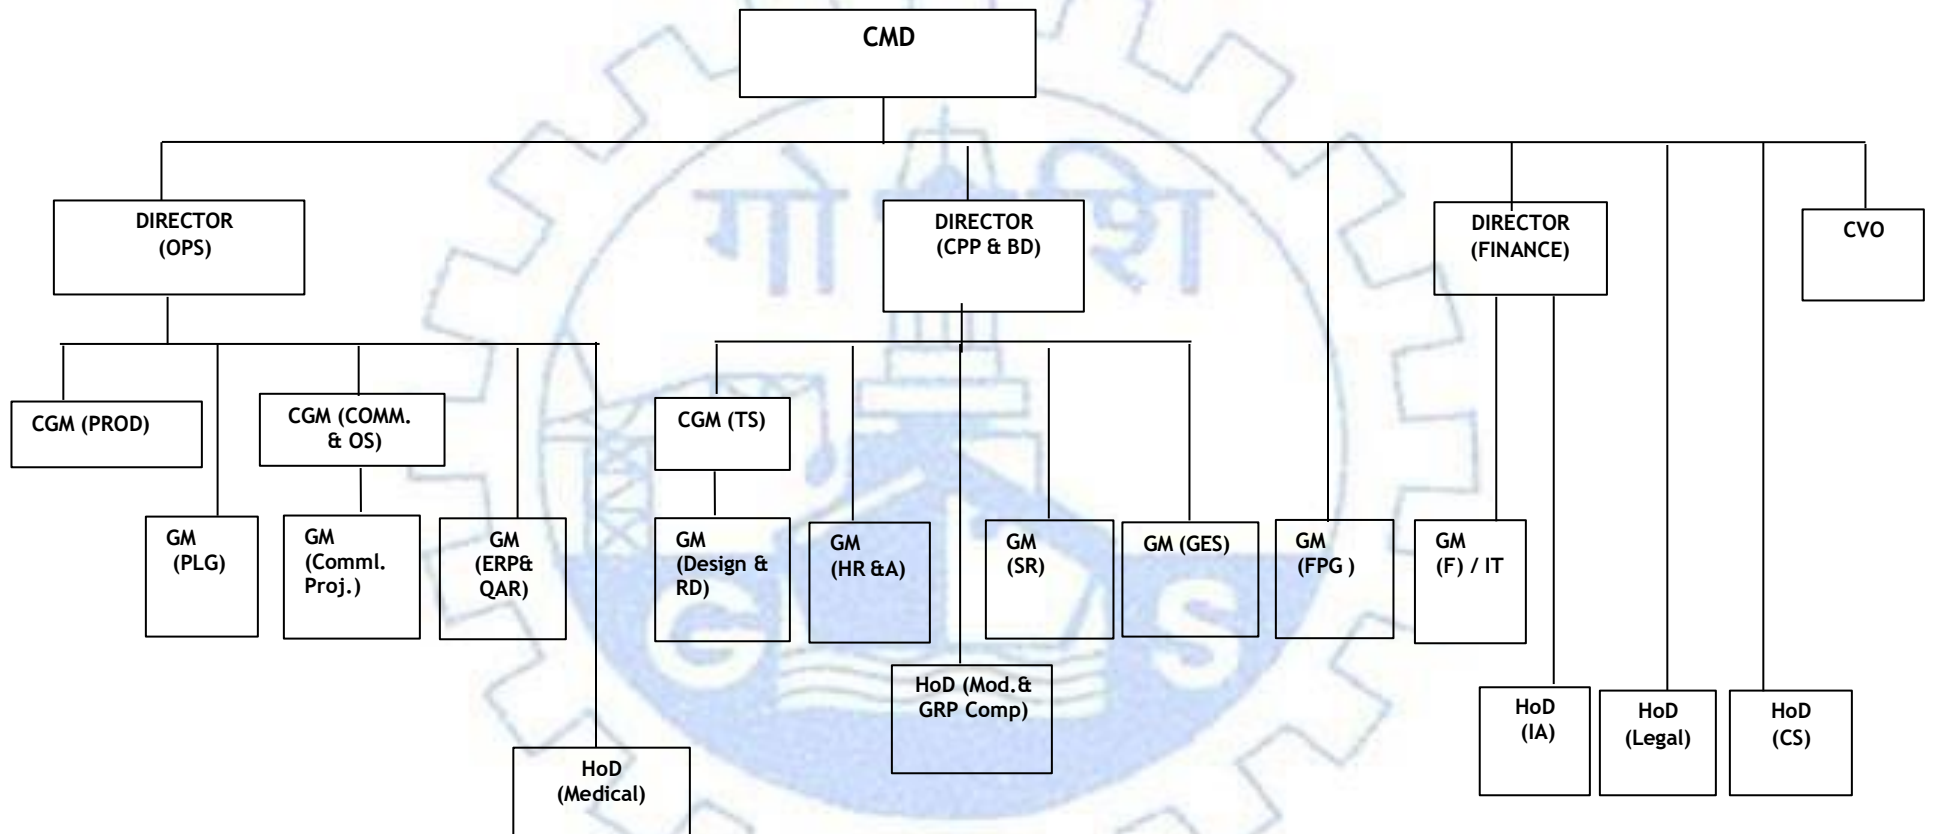 CMD
गो शि
DIRECTOR
(OPS)
DIRECTOR
(CPP & BD)
DIRECTOR
(FINANCE)
CVO
CGM (PROD)
CGM (COMM.
& OS)
CGM (TS)
GM
(PLG)
GM
(Comml.
Proj.)
GM
(ERP&
QAR)
GM
(Design &
RD)
GM
(HR &A)
GM
(SR)
GM (GES)
GM
(FPG )
GM
(F) / IT
G S
HoD (Mod.&
GRP Comp)
HoD
(IA)
HoD
(Legal)
HoD
(CS)
HoD
(Medical)